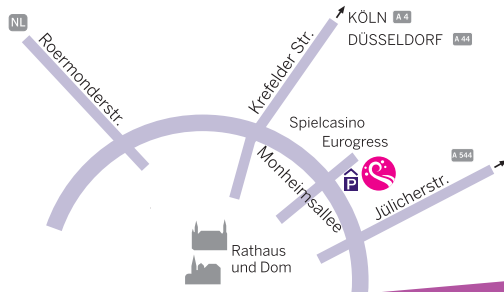 NL
KÖLN A 4
DÜSSELDORF A 44
Roermonderstr.
Krefelder Str.
Spielcasino
Eurogress
A 544
Monheimsallee
P
Jülicherstr.
Rathaus
und Dom